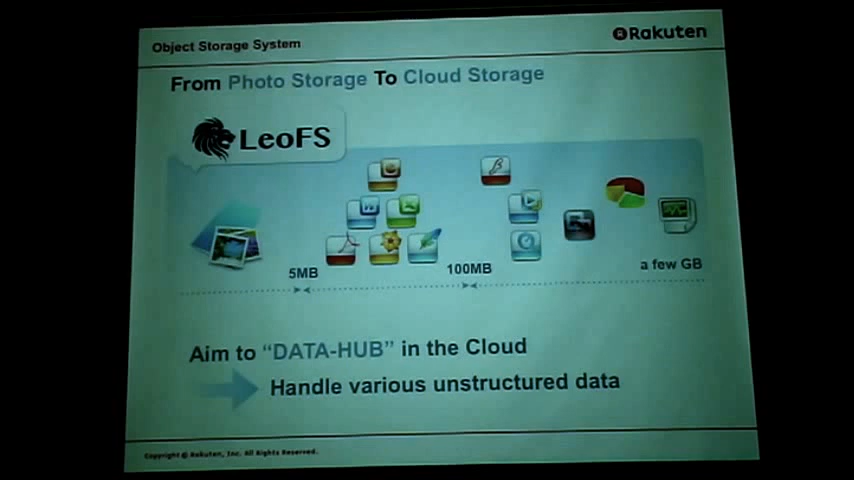 Object Storage System
Rakuten
From Photo Storage To Cloud Storage
LeoFS
5MB
100MB
a few GB
Aim to “DATA-HUB” in the Cloud
Handle various unstructured data
Copyright © Rakuten, Inc. All Rights Reserved.